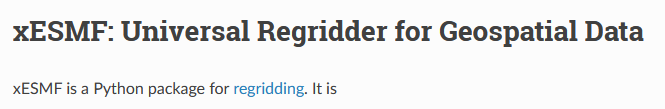 xESMF: Universal Regridder for Geospatial Data
xESMF is a Python package for regridding. It is